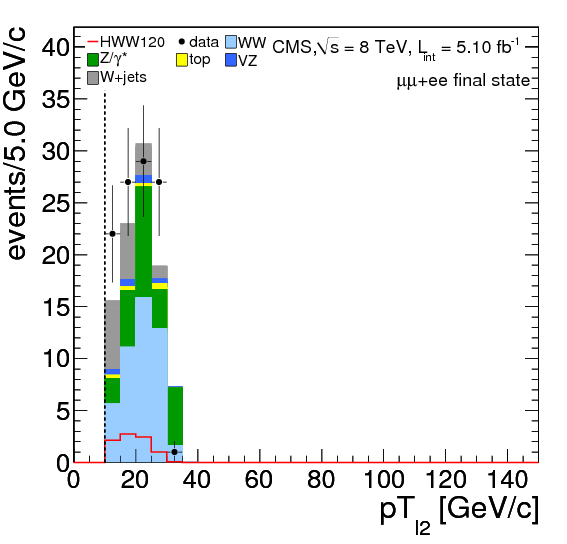 HWW120 data WW CMS,√s = 8 TeV, L_int = 5.10 fb⁻¹
Z/γ* top VZ
W+jets μμ+ee final state
events/5.0 GeV/c
40
35
30
25
20
15
10
5
0
0 20 40 60 80 100 120 140
pT_l2 [GeV/c]